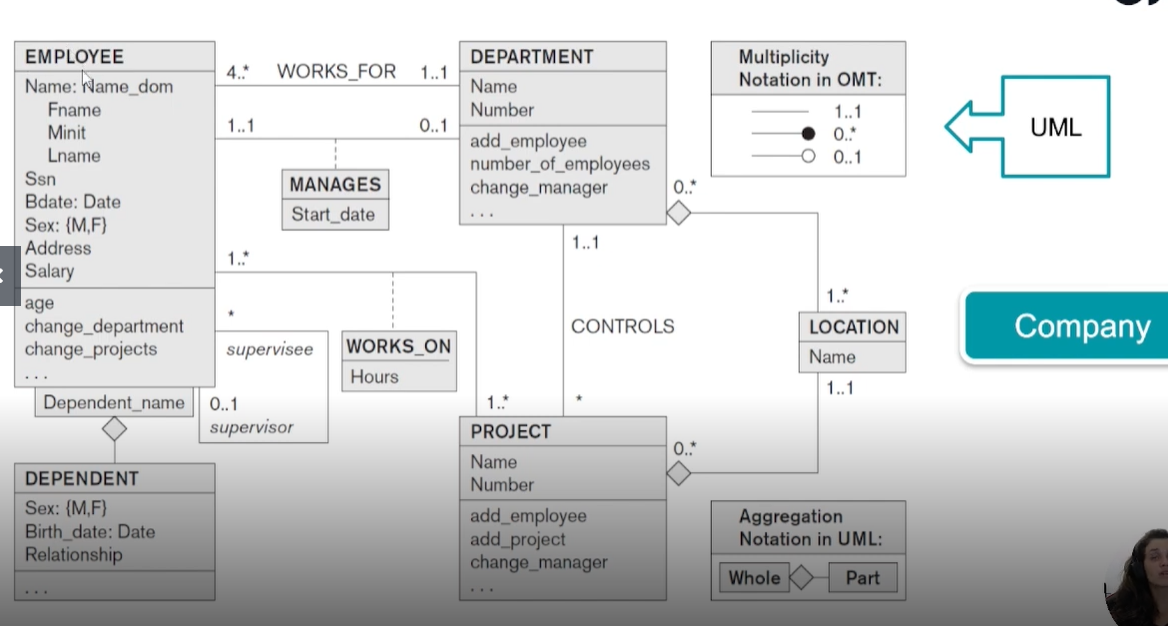 EMPLOYEE
Name: Name_dom
Fname
Minit
Lname
Ssn
Bdate: Date
Sex: {M,F}
Address
Salary
age
change_department
change_projects
. . .
Dependent_name
DEPENDENT
Sex: {M,F}
Birth_date: Date
Relationship
. . .
4..* WORKS_FOR 1..1
1..1 0..1
MANAGES
Start_date
1..*
*
supervisee
0..1
supervisor
WORKS_ON
Hours
1..*
DEPARTMENT
Name
Number
add_employee
number_of_employees
change_manager
. . .
0..*
1..1
CONTROLS
*
PROJECT
Name
Number
add_employee
add_project
change_manager
. . .
0..*
1..*
LOCATION
Name
1..1
Multiplicity
Notation in OMT:
1..1
0..*
0..1
Aggregation
Notation in UML:
Whole Part
UML
Company